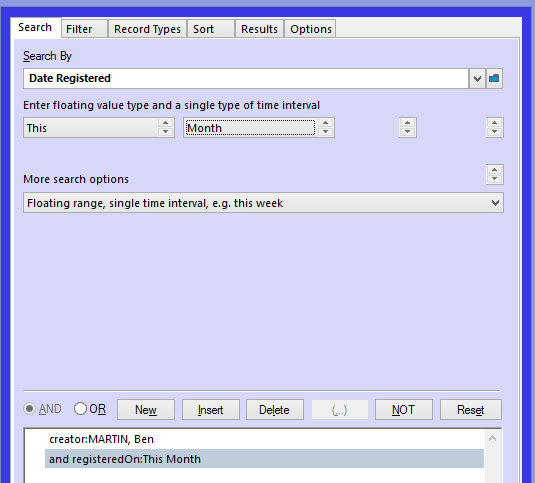 Search Filter Record Types Sort Results Options
Search By
Date Registered
Enter floating value type and a single type of time interval
This Month
More search options
Floating range, single time interval, e.g. this week
AND OR New Insert Delete (...) NOT Reset
creator:MARTIN, Ben
and registeredOn:This Month